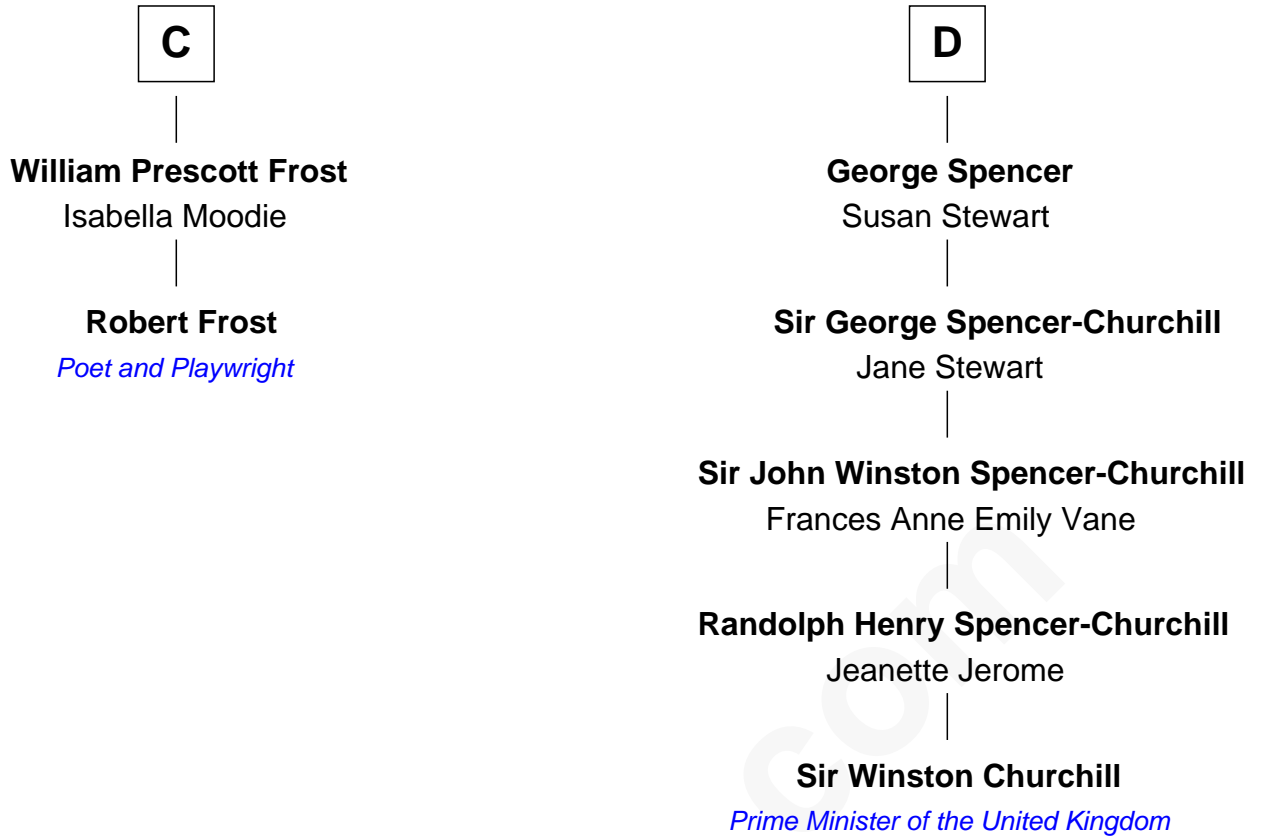 C
William Prescott Frost
Isabella Moodie
Robert Frost
Poet and Playwright
D
George Spencer
Susan Stewart
Sir George Spencer-Churchill
Jane Stewart
Sir John Winston Spencer-Churchill
Frances Anne Emily Vane
Randolph Henry Spencer-Churchill
Jeanette Jerome
Sir Winston Churchill
Prime Minister of the United Kingdom
com